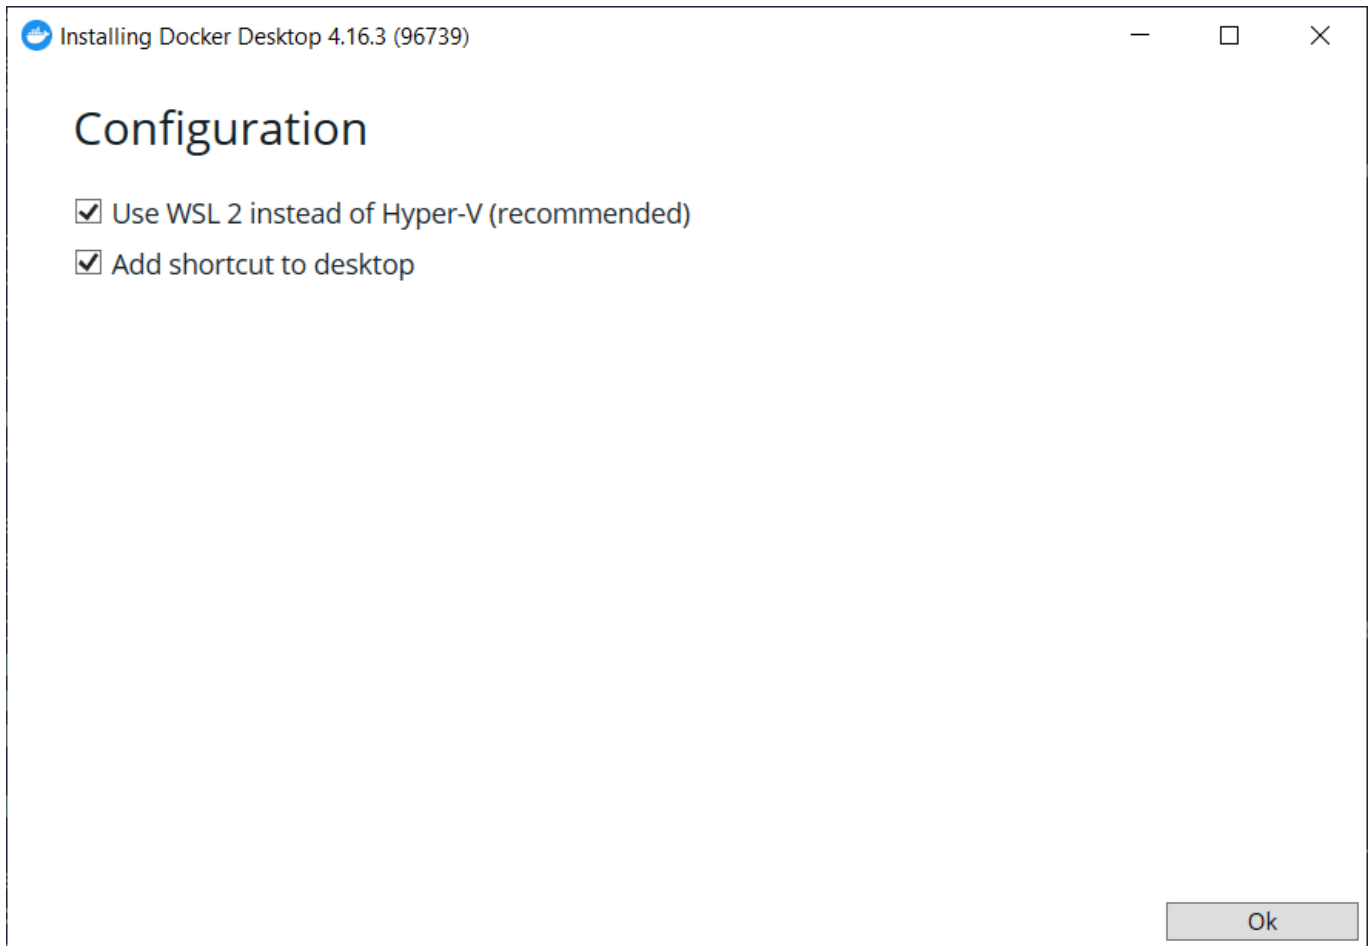 Installing Docker Desktop 4.16.3 (96739)
Configuration
Use WSL 2 instead of Hyper-V (recommended)
Add shortcut to desktop
Ok